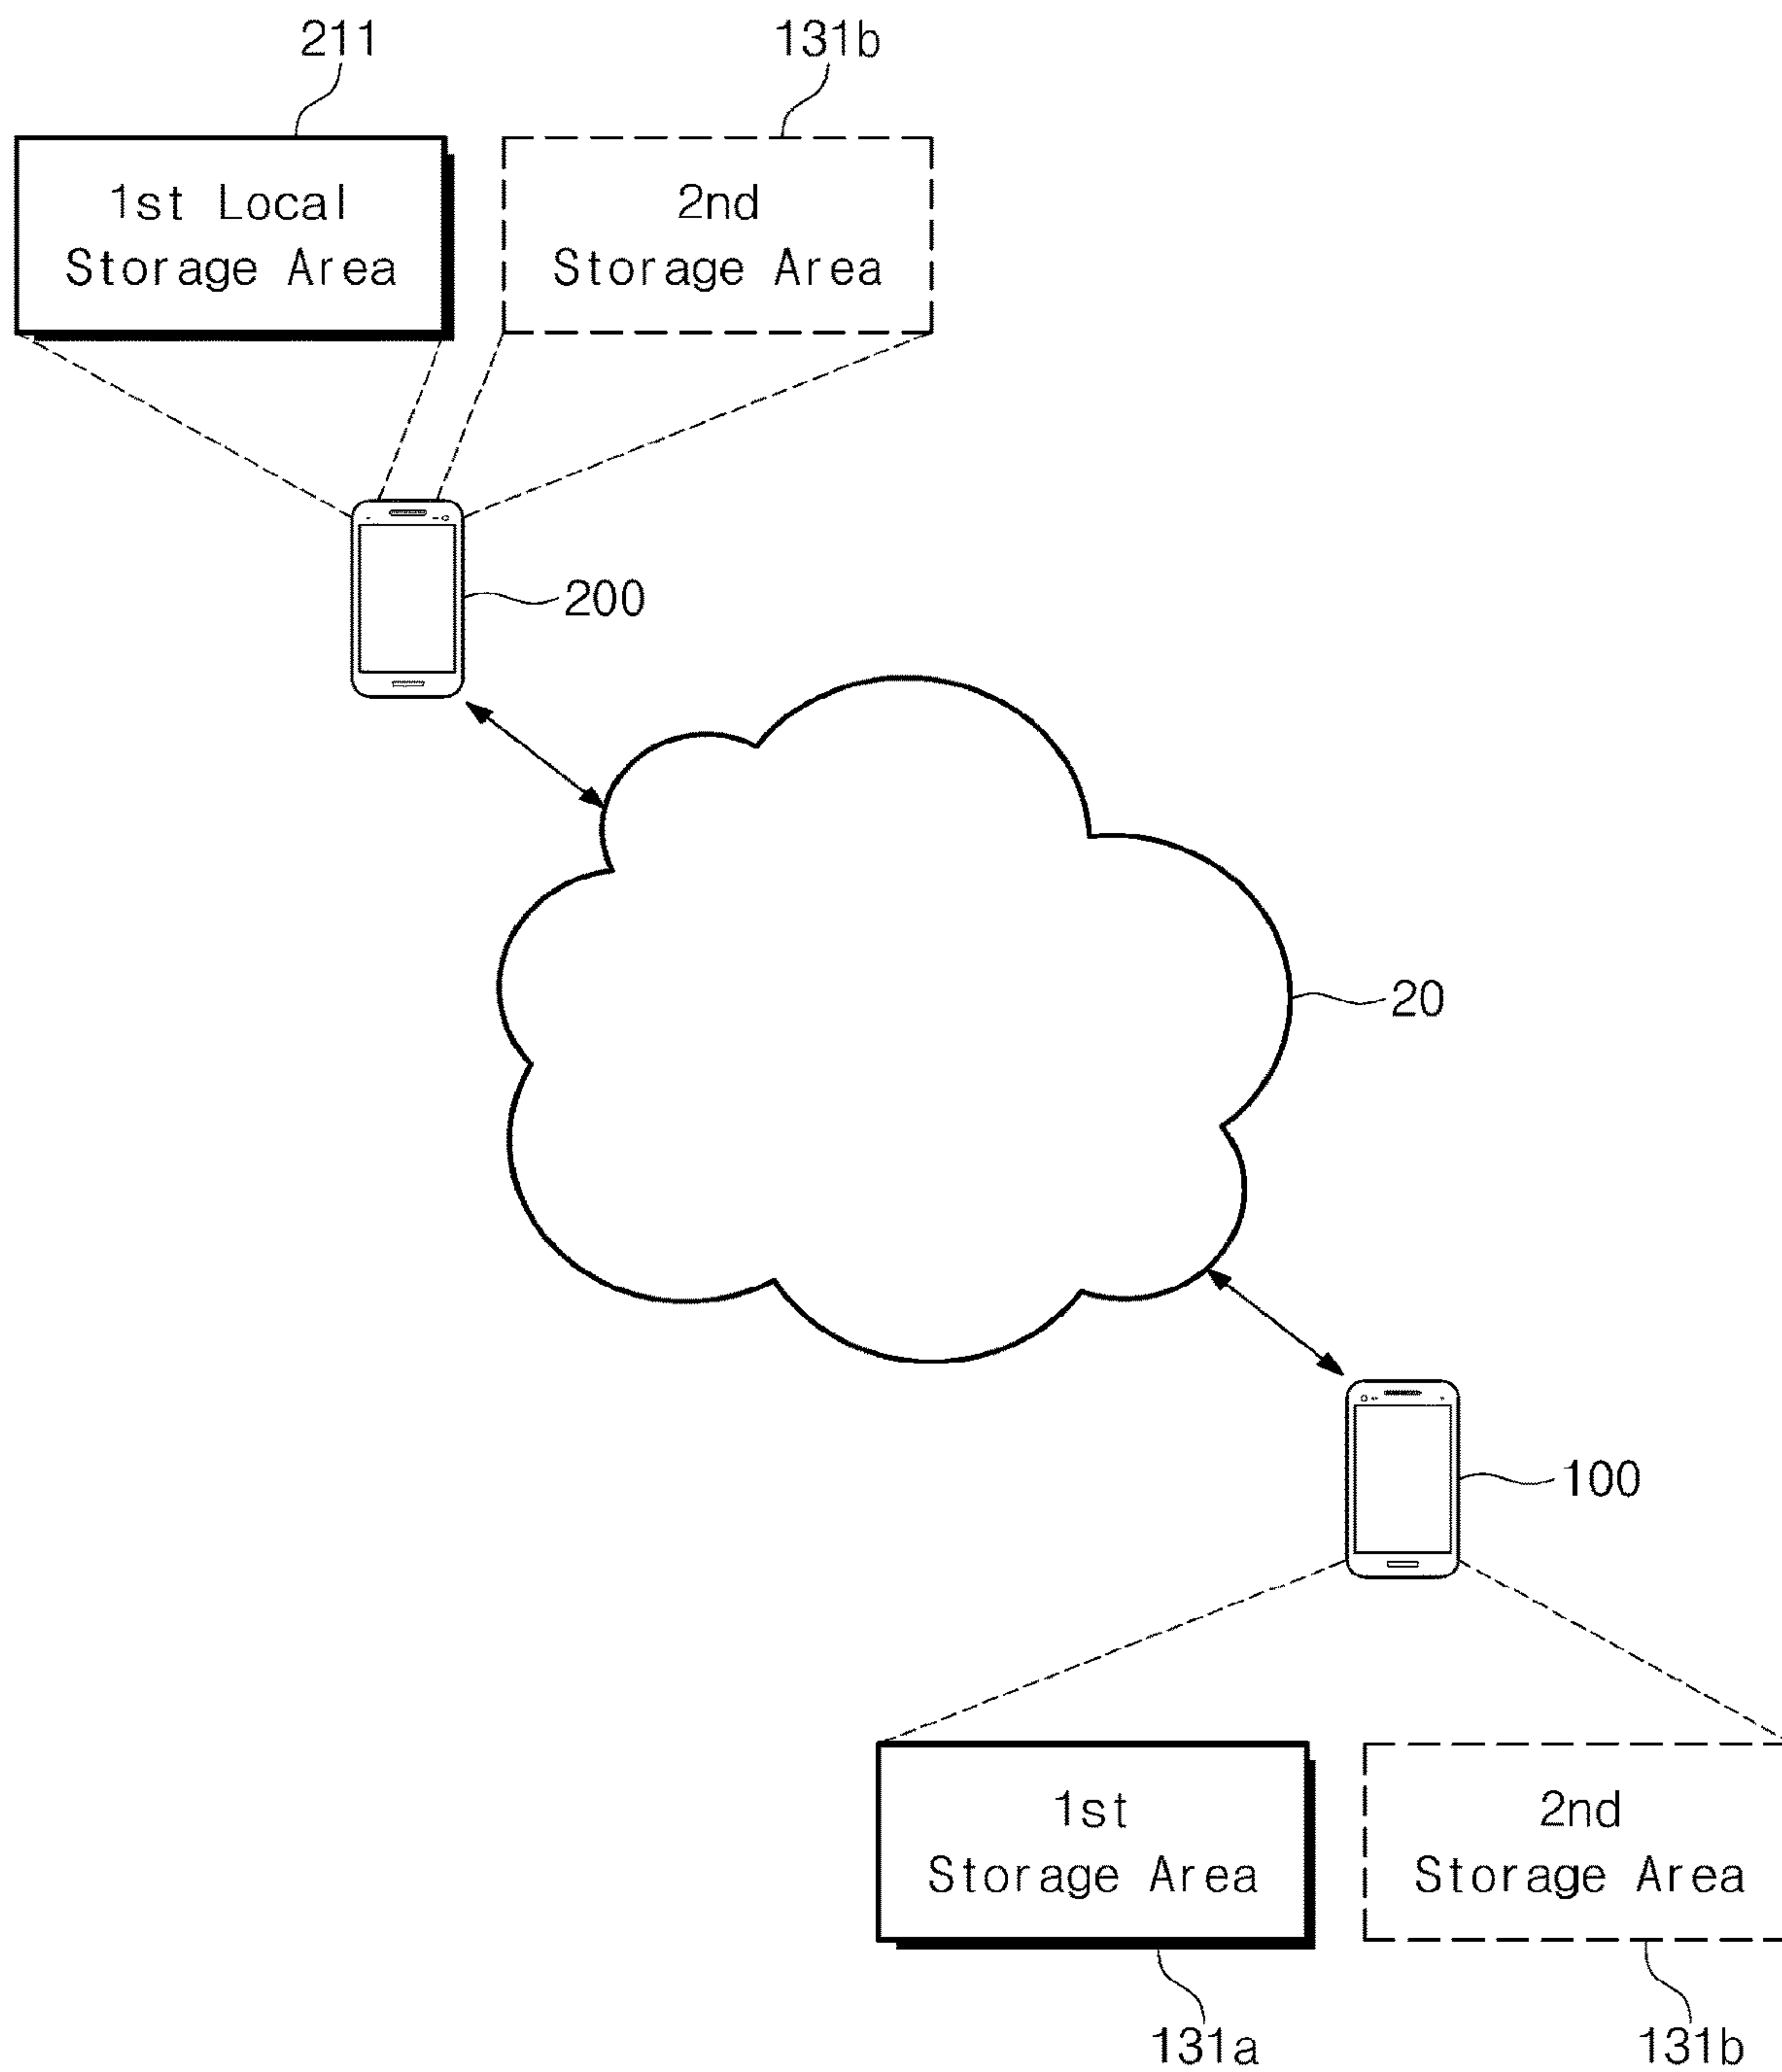 211
131b
1st Local
Storage Area
2nd
Storage Area
200
20
100
1st
Storage Area
2nd
Storage Area
131a
131b